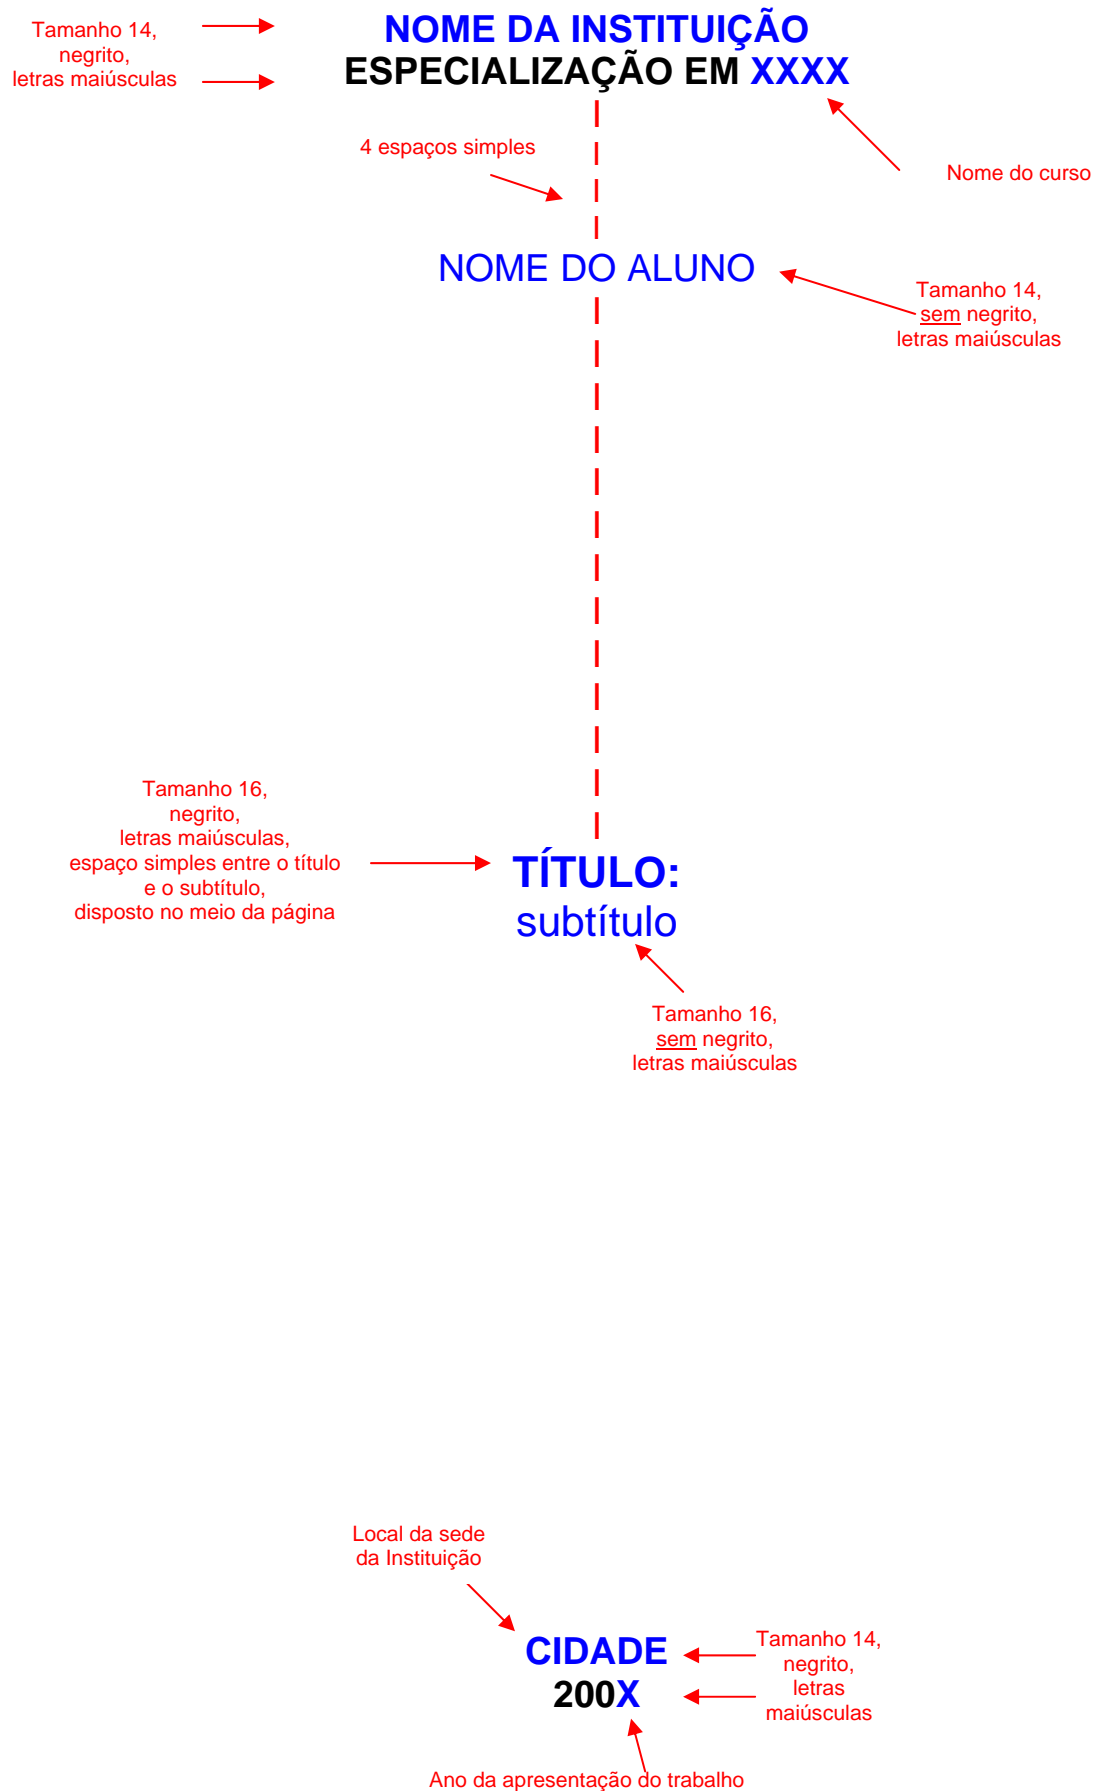 Tamanho 14,
negrito,
letras maiúsculas
NOME DA INSTITUIÇÃO
ESPECIALIZAÇÃO EM XXXX
4 espaços simples
Nome do curso
NOME DO ALUNO
Tamanho 14,
sem negrito,
letras maiúsculas
Tamanho 16,
negrito,
letras maiúsculas,
espaço simples entre o título
e o subtítulo,
disposto no meio da página
TÍTULO:
subtítulo
Tamanho 16,
sem negrito,
letras maiúsculas
Local da sede
da Instituição
CIDADE
200X
Tamanho 14,
negrito,
letras
maiúsculas
Ano da apresentação do trabalho